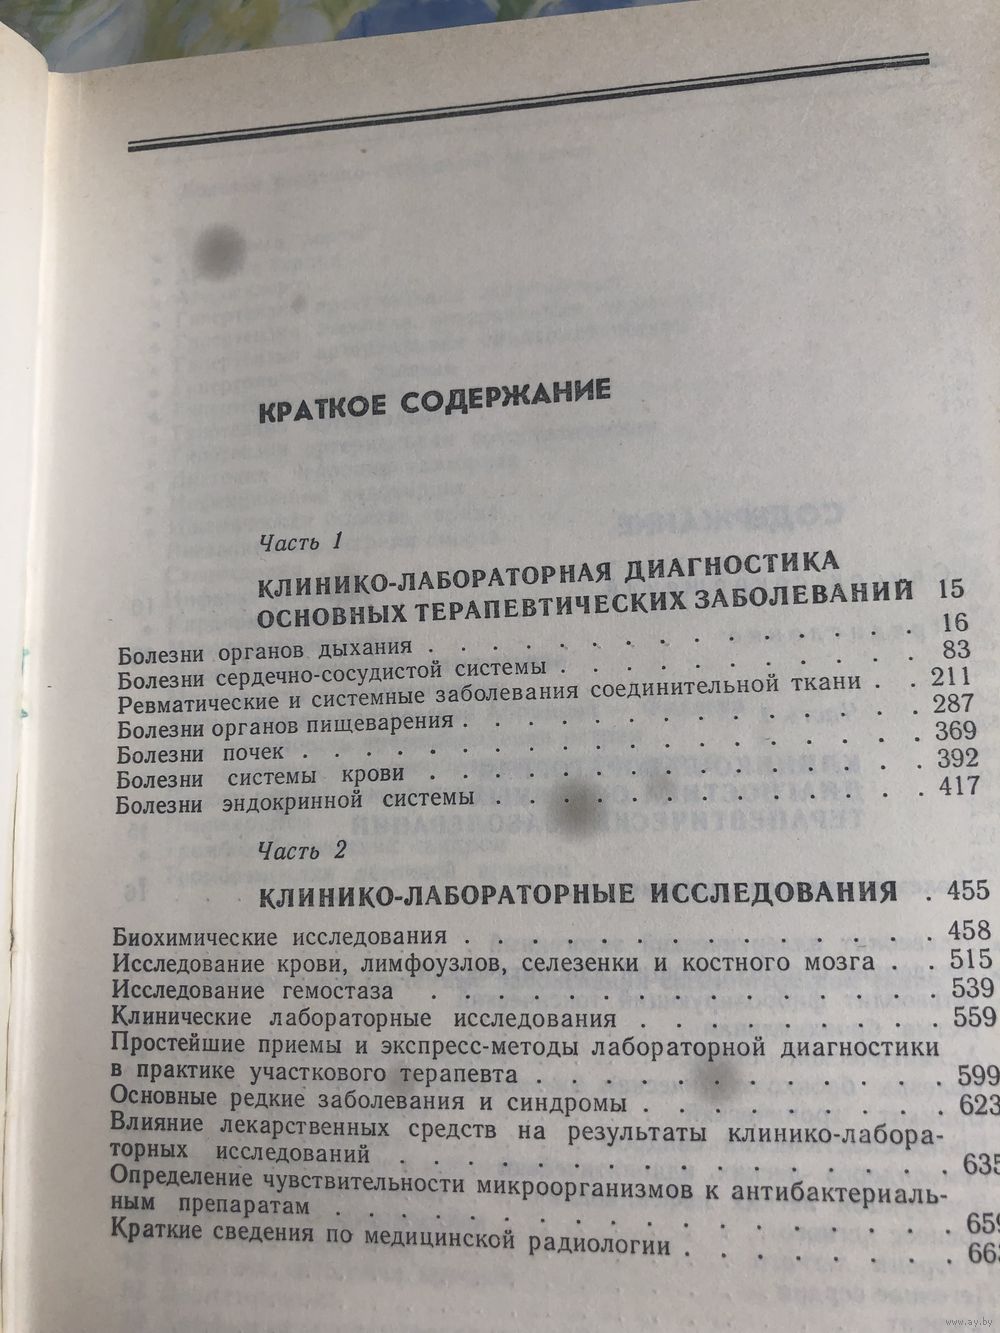 КРАТКОЕ СОДЕРЖАНИЕ
Часть 1
КЛИНИКО-ЛАБОРАТОРНАЯ ДИАГНОСТИКА
ОСНОВНЫХ ТЕРАПЕВТИЧЕСКИХ ЗАБОЛЕВАНИЙ 15
Болезни органов дыхания . . . . . . . . . . . . . . . 16
Болезни сердечно-сосудистой системы . . . . . . . . . . 83
Ревматические и системные заболевания соединительной ткани . . 211
Болезни органов пищеварения . . . . . . . . . . . . . . 287
Болезни почек . . . . . . . . . . . . . . . . . . . 369
Болезни системы крови . . . . . . . . . . . . . . . 392
Болезни эндокринной системы . . . . . . . . . . . . . 417
Часть 2
КЛИНИКО-ЛАБОРАТОРНЫЕ ИССЛЕДОВАНИЯ . 455
Биохимические исследования . . . . . . . . . . . . . . 458
Исследование крови, лимфоузлов, селезенки и костного мозга . . 515
Исследование гемостаза . . . . . . . . . . . . . . . 539
Клинические лабораторные исследования . . . . . . . . . 559
Простейшие приемы и экспресс-методы лабораторной диагностики
в практике участкового терапевта . . . . . . . . . . . . 599
Основные редкие заболевания и синдромы . . . . . . . . . 623
Влияние лекарственных средств на результаты клинико-лабора-
торных исследований . . . . . . . . . . . . . . . . 635
Определение чувствительности микроорганизмов к антибактериаль-
ным препаратам . . . . . . . . . . . . . . . . . . 659
Краткие сведения по медицинской радиологии . . . . . . . . 663
www.ay.by